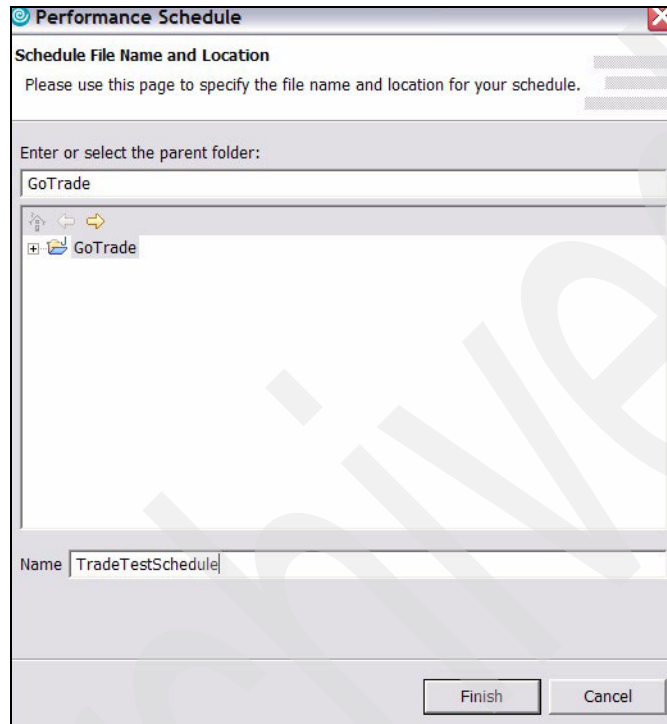 Performance Schedule
Schedule File Name and Location
Please use this page to specify the file name and location for your schedule.
Enter or select the parent folder:
GoTrade
GoTrade
Name TradeTestSchedule
Finish Cancel